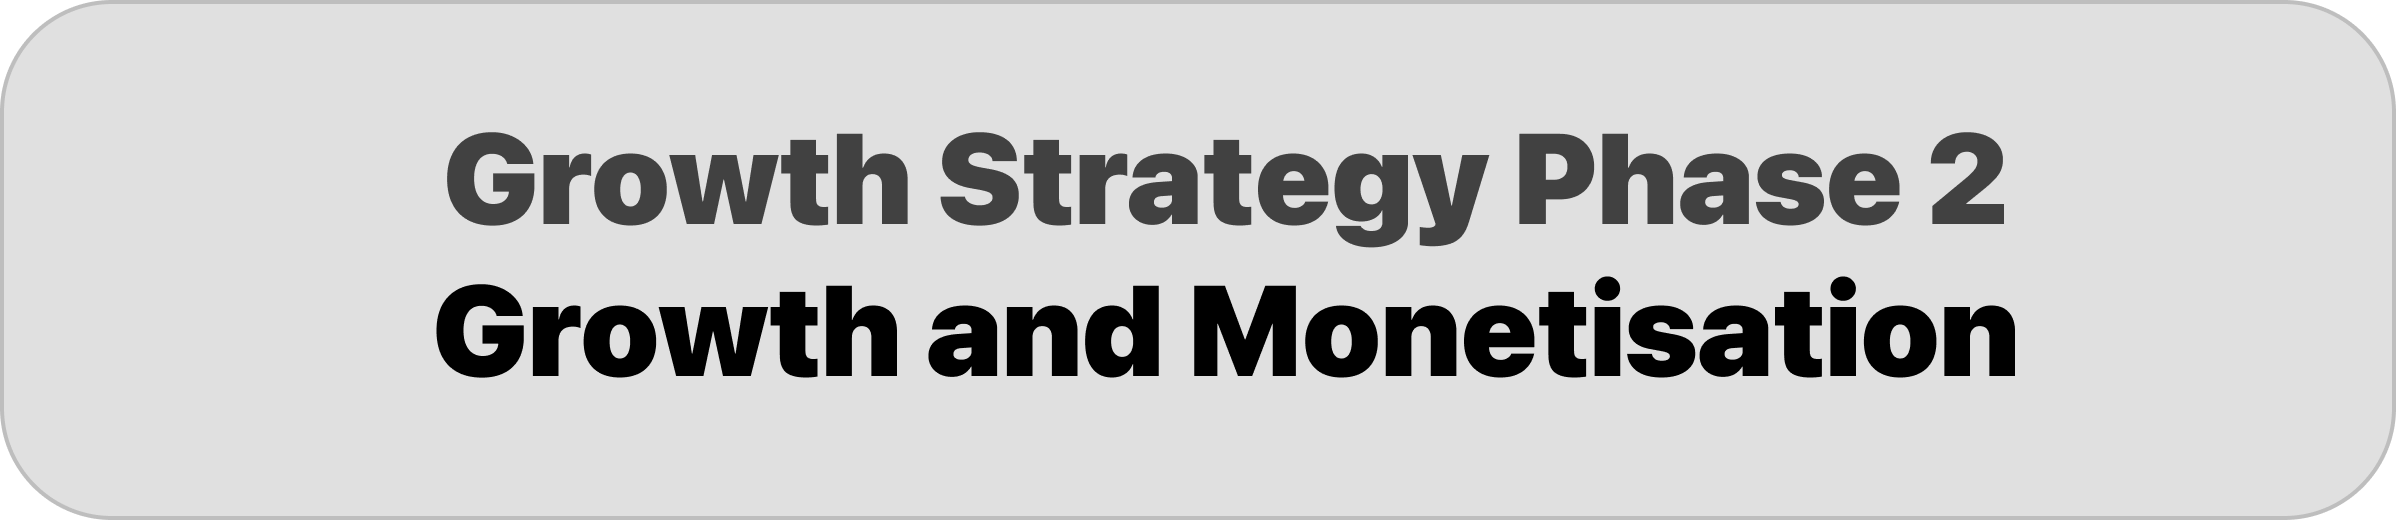 Growth Strategy Phase 2
Growth and Monetisation